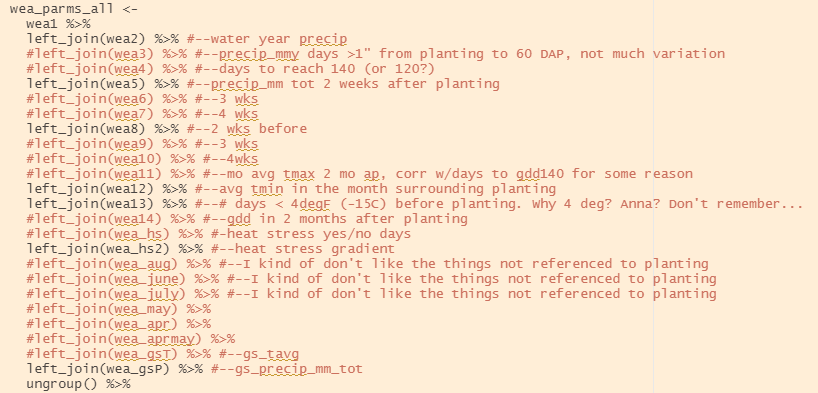 wea_parms_all <-
  wea1 %>%
  left_join(wea2) %>% #--water year precip
  #left_join(wea3) %>% #--precip_mmy days >1" from planting to 60 DAP, not much variation
  #left_join(wea4) %>% #--days to reach 140 (or 120?)
  left_join(wea5) %>% #--precip_mm tot 2 weeks after planting
  #left_join(wea6) %>% #--3 wks
  #left_join(wea7) %>% #--4 wks
  left_join(wea8) %>% #--2 wks before
  #left_join(wea9) %>% #--3 wks
  #left_join(wea10) %>% #--4wks
  #left_join(wea11) %>% #--mo avg tmax 2 mo ap, corr w/days to gdd140 for some reason
  left_join(wea12) %>% #--avg tmin in the month surrounding planting
  left_join(wea13) %>% #--# days < 4degF (-15C) before planting. Why 4 deg? Anna? Don't remember...
  #left_join(wea14) %>% #--gdd in 2 months after planting
  #left_join(wea_hs) %>% #-heat stress yes/no days
  left_join(wea_hs2) %>% #--heat stress gradient
  #left_join(wea_aug) %>% #--I kind of don't like the things not referenced to planting
  #left_join(wea_june) %>% #--I kind of don't like the things not referenced to planting
  #left_join(wea_july) %>% #--I kind of don't like the things not referenced to planting
  #left_join(wea_may) %>%
  #left_join(wea_apr) %>%
  #left_join(wea_aprmay) %>%
  #left_join(wea_gsT) %>% #--gs_tavg
  left_join(wea_gsP) %>% #--gs_precip_mm_tot
  ungroup() %>%